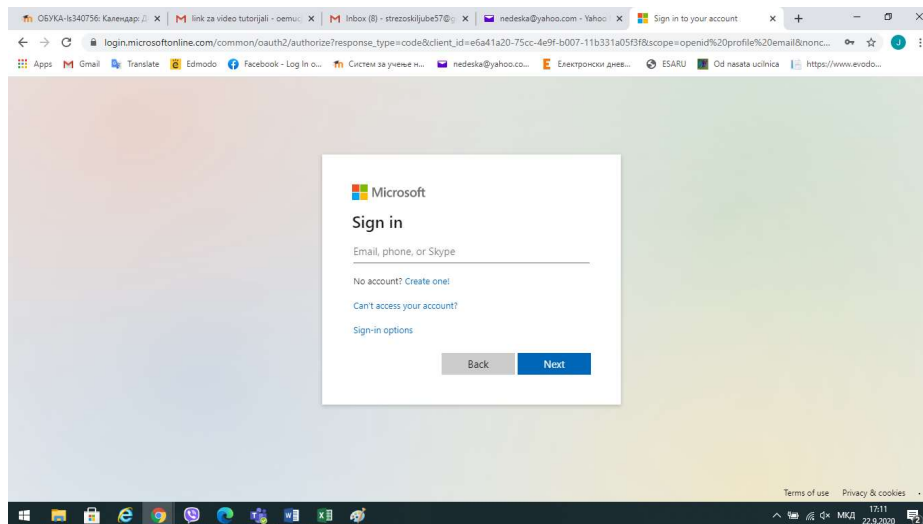 ОБУКА-ls340756: Календар: Д
link za video tutorijali - oemuc
Inbox (8) - strezoskiljube57@g
nedeska@yahoo.com - Yahoo
Sign in to your account
login.microsoftonline.com/common/oauth2/authorize?response_type=code&client_id=e6a41a20-75cc-4e9f-b007-11b331a05f3f&scope=openid%20profile%20email&nonc...
J
Apps Gmail Translate Edmodo Facebook - Log In o... Систем за учење н... nedeska@yahoo.co... Електронски днев... ESARU Od nasata ucilnica https://www.evodo...
Microsoft
Sign in
Email, phone, or Skype
No account? Create one!
Can't access your account?
Sign-in options
Back Next
Terms of use Privacy & cookies
МКД 17:11
22.9.2020